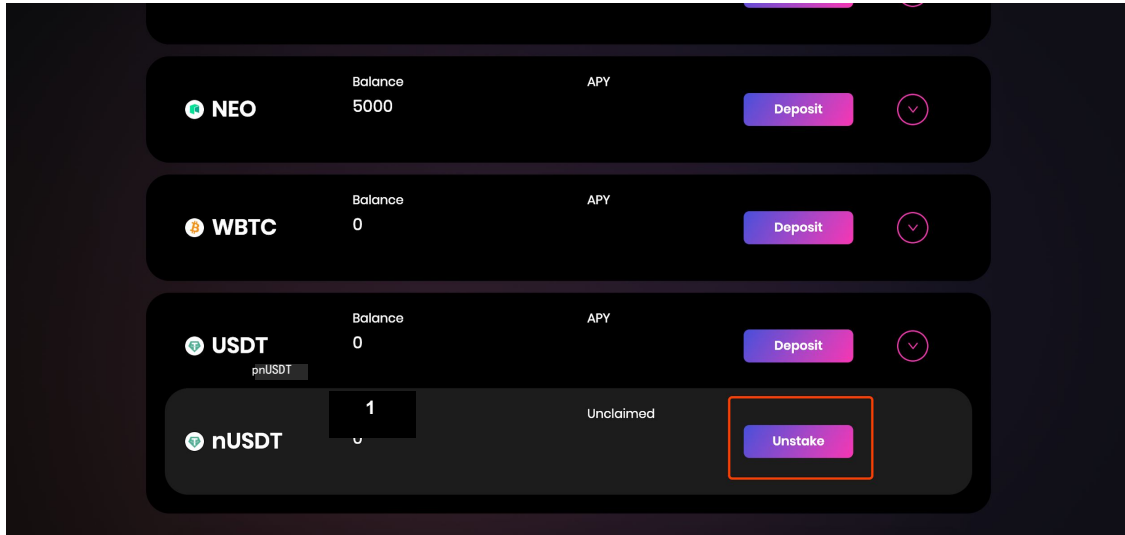 Balance
APY
NEO
5000
Deposit
Balance
APY
WBTC
0
Deposit
Balance
APY
USDT
0
Deposit
pnUSDT
1
Unclaimed
nUSDT
Unstake